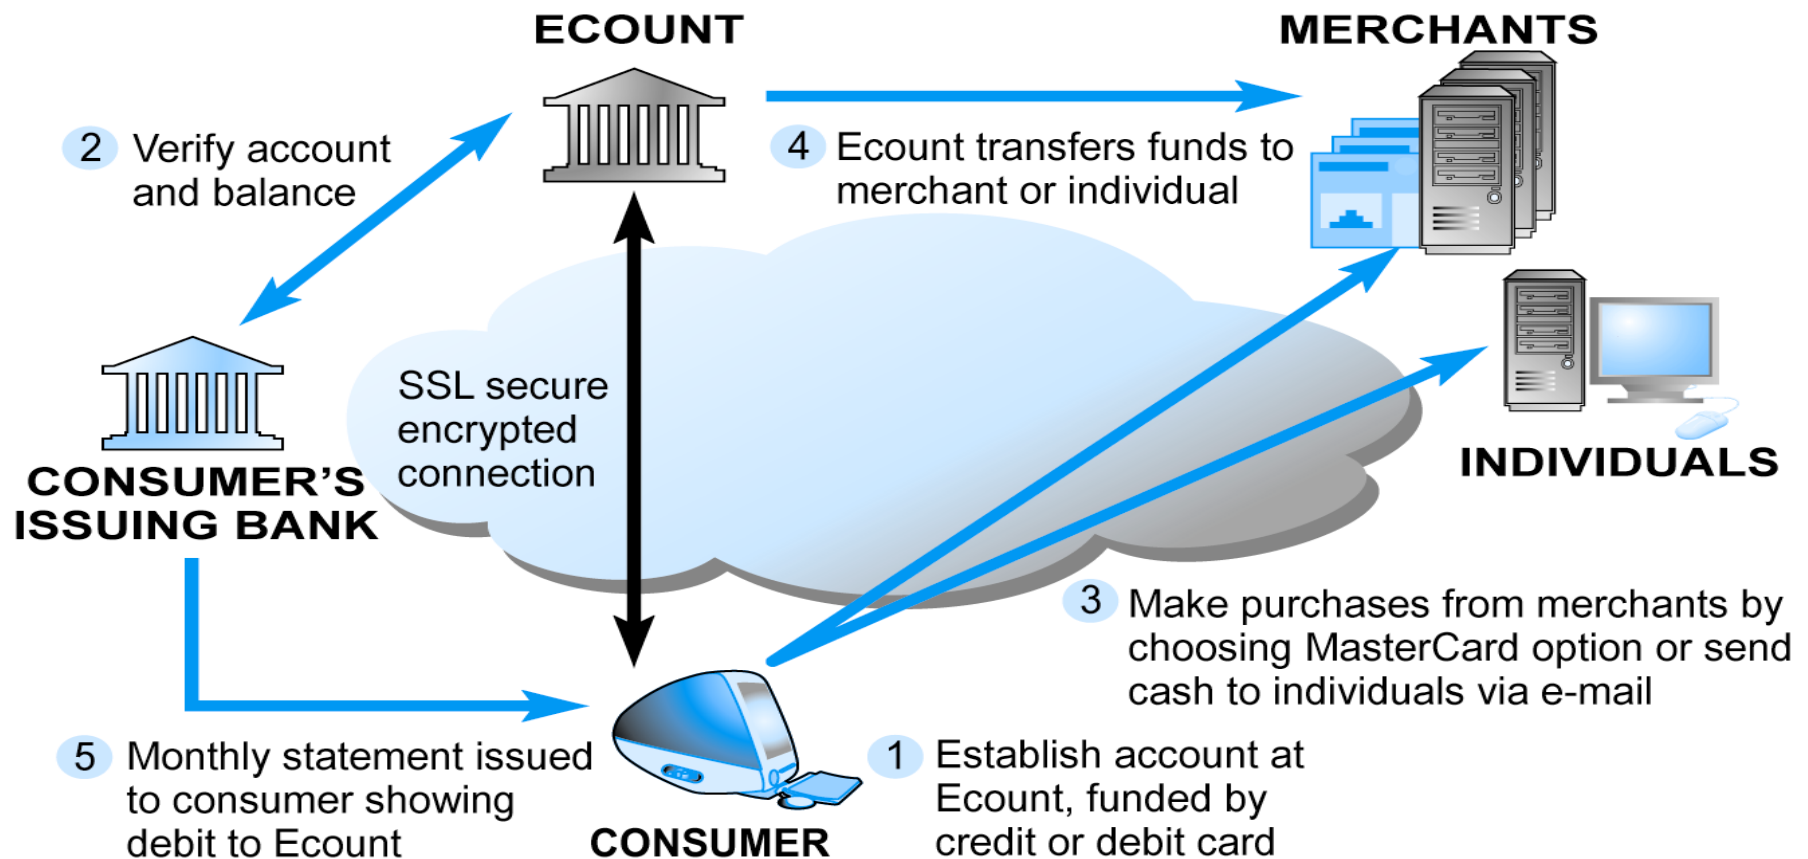 ECOUNT
MERCHANTS
2 Verify account
and balance
4 Ecount transfers funds to
merchant or individual
SSL secure
encrypted
connection
CONSUMER'S
ISSUING BANK
INDIVIDUALS
3 Make purchases from merchants by
choosing MasterCard option or send
cash to individuals via e-mail
5 Monthly statement issued
to consumer showing
debit to Ecount
CONSUMER
1 Establish account at
Ecount, funded by
credit or debit card